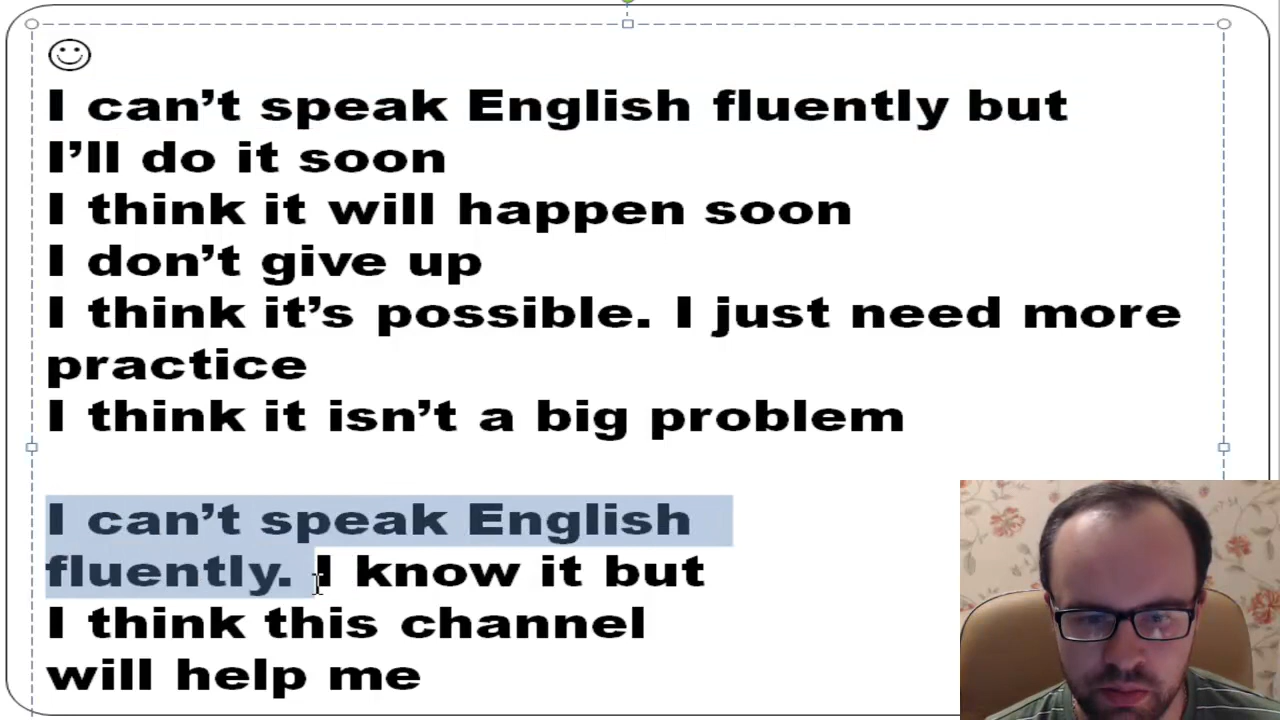 I can’t speak English fluently but
I’ll do it soon
I think it will happen soon
I don’t give up
I think it’s possible. I just need more
practice
I think it isn’t a big problem
I can’t speak English
fluently. I know it but
I think this channel
will help me